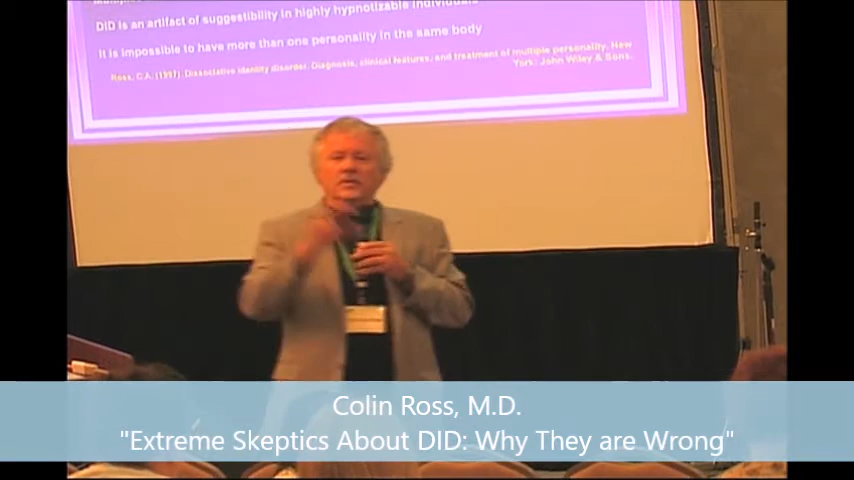 DID is an artifact of suggestibility in highly hypnotizable individuals
It is impossible to have more than one personality in the same body
Ross, C.A. (1997). Dissociative identity disorder. Diagnosis, clinical features, and treatment of multiple personality. New
York: John Wiley & Sons.
Colin Ross, M.D.
"Extreme Skeptics About DID: Why They are Wrong"